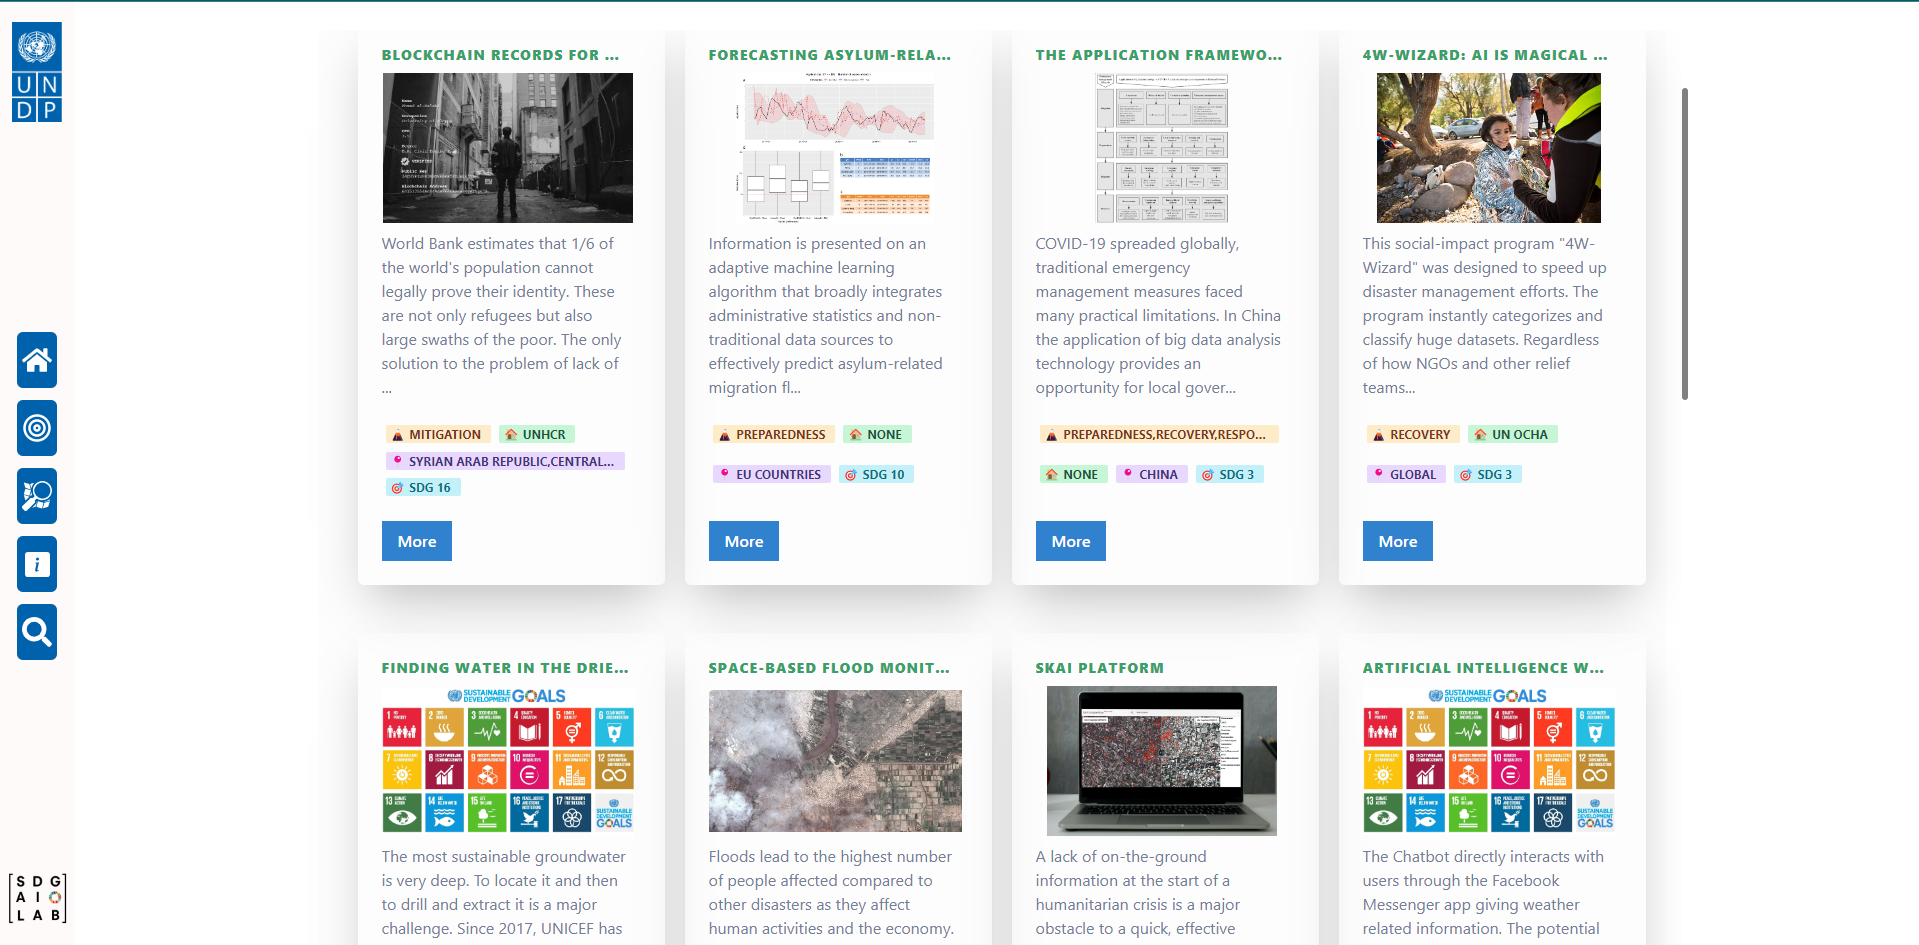 UN
DP
BLOCKCHAIN RECORDS FOR ...
World Bank estimates that 1/6 of
the world's population cannot
legally prove their identity. These
are not only refugees but also
large swaths of the poor. The only
solution to the problem of lack of
...
MITIGATION
UNHCR
SYRIAN ARAB REPUBLIC,CENTRAL...
SDG 16
More
FORECASTING ASYLUM-RELA...
Information is presented on an
adaptive machine learning
algorithm that broadly integrates
administrative statistics and non-
traditional data sources to
effectively predict asylum-related
migration fl...
PREPAREDNESS
NONE
EU COUNTRIES
SDG 10
More
THE APPLICATION FRAMEWO...
COVID-19 spreaded globally,
traditional emergency
management measures faced
many practical limitations. In China
the application of big data analysis
technology provides an
opportunity for local gover...
PREPAREDNESS,RECOVERY,RESPO...
NONE
CHINA
SDG 3
More
4W-WIZARD: AI IS MAGICAL ...
This social-impact program "4W-
Wizard" was designed to speed up
disaster management efforts. The
program instantly categorizes and
classify huge datasets. Regardless
of how NGOs and other relief
teams...
RECOVERY
UN OCHA
GLOBAL
SDG 3
More
FINDING WATER IN THE DRIE...
SUSTAINABLE
DEVELOPMENT
GOALS
The most sustainable groundwater
is very deep. To locate it and then
to drill and extract it is a major
challenge. Since 2017, UNICEF has
SPACE-BASED FLOOD MONIT...
Floods lead to the highest number
of people affected compared to
other disasters as they affect
human activities and the economy.
SKAI PLATFORM
A lack of on-the-ground
information at the start of a
humanitarian crisis is a major
obstacle to a quick, effective
ARTIFICIAL INTELLIGENCE W...
SUSTAINABLE
DEVELOPMENT
GOALS
The Chatbot directly interacts with
users through the Facebook
Messenger app giving weather
related information. The potential
SDG
AI
LAB